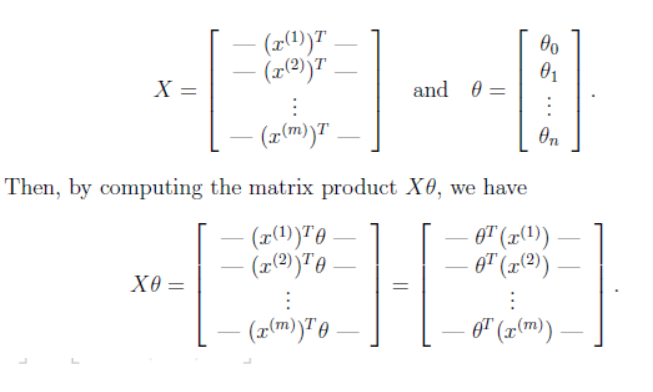 X = [ — (x^(1))^T — ; — (x^(2))^T — ; ⋮ ; — (x^(m))^T — ] and θ = [ θ_0 ; θ_1 ; ⋮ ; θ_n ] .
Then, by computing the matrix product Xθ, we have
Xθ = [ — (x^(1))^T θ — ; — (x^(2))^T θ — ; ⋮ ; — (x^(m))^T θ — ] = [ — θ^T (x^(1)) — ; — θ^T (x^(2)) — ; ⋮ ; — θ^T (x^(m)) — ] .